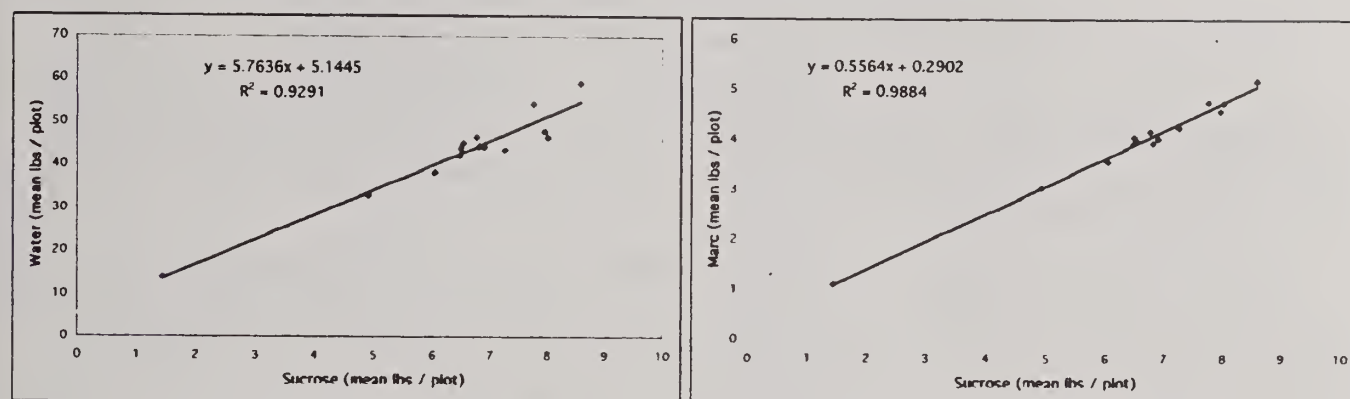 70
60
50
40
30
20
10
0
Water (mean lbs / plot)
y = 5.7636x + 5.1445
R² = 0.9291
0 1 2 3 4 5 6 7 8 9 10
Sucrose (mean lbs / plot)
6
5
4
3
2
1
0
Marc (mean lbs / plot)
y = 0.5564x + 0.2902
R² = 0.9884
0 1 2 3 4 5 6 7 8 9 10
Sucrose (mean lbs / plot)